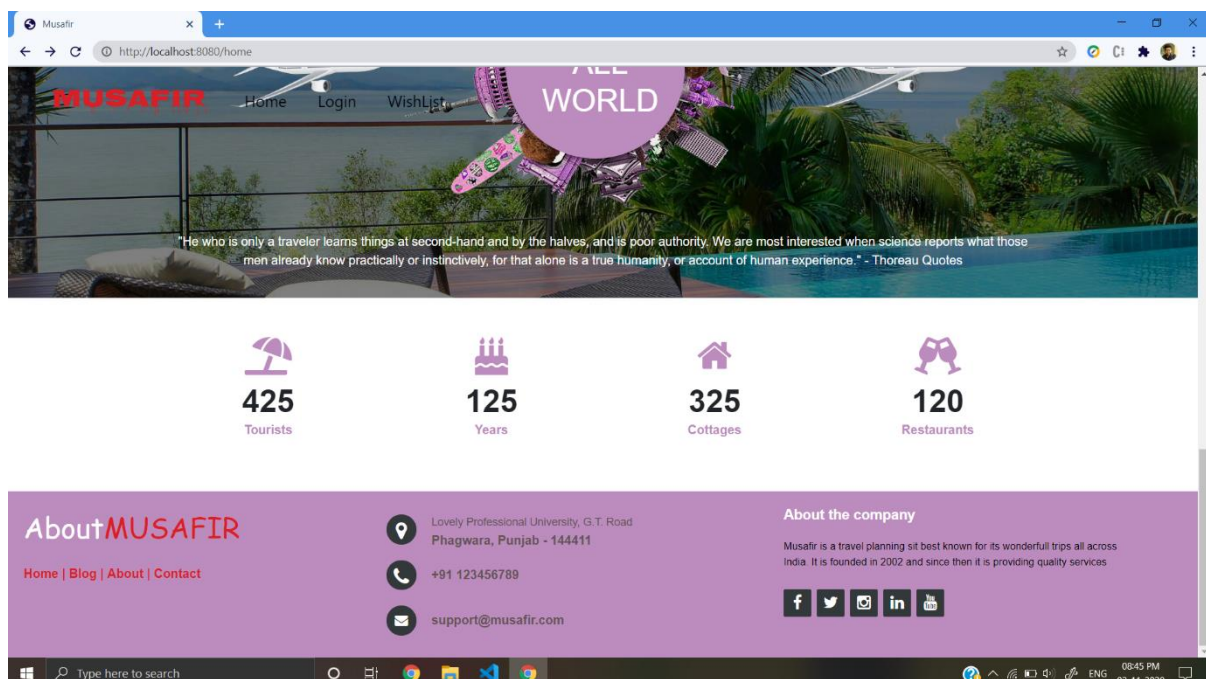 Musafir
http://localhost:8080/home
ALL
WORLD
MUSAFIR Home Login WishList
"He who is only a traveler learns things at second-hand and by the halves, and is poor authority. We are most interested when science reports what those
men already know practically or instinctively, for that alone is a true humanity, or account of human experience." - Thoreau Quotes
425 125 325 120
Tourists Years Cottages Restaurants
AboutMUSAFIR
Home | Blog | About | Contact
Lovely Professional University, G.T. Road
Phagwara, Punjab - 144411
+91 123456789
support@musafir.com
About the company
Musafir is a travel planning sit best known for its wonderfull trips all across
India. It is founded in 2002 and since then it is providing quality services
Type here to search
ENG
08:45 PM